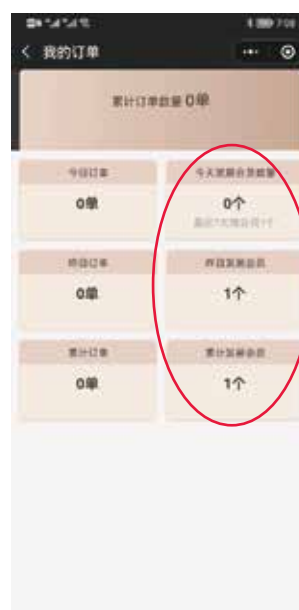 我的订单
累计订单数量 0单
今日订单
今天发展会员数量
0单
0个
昨日订单
昨日发展会员
0单
1个
累计订单
累计发展会员
0单
1个